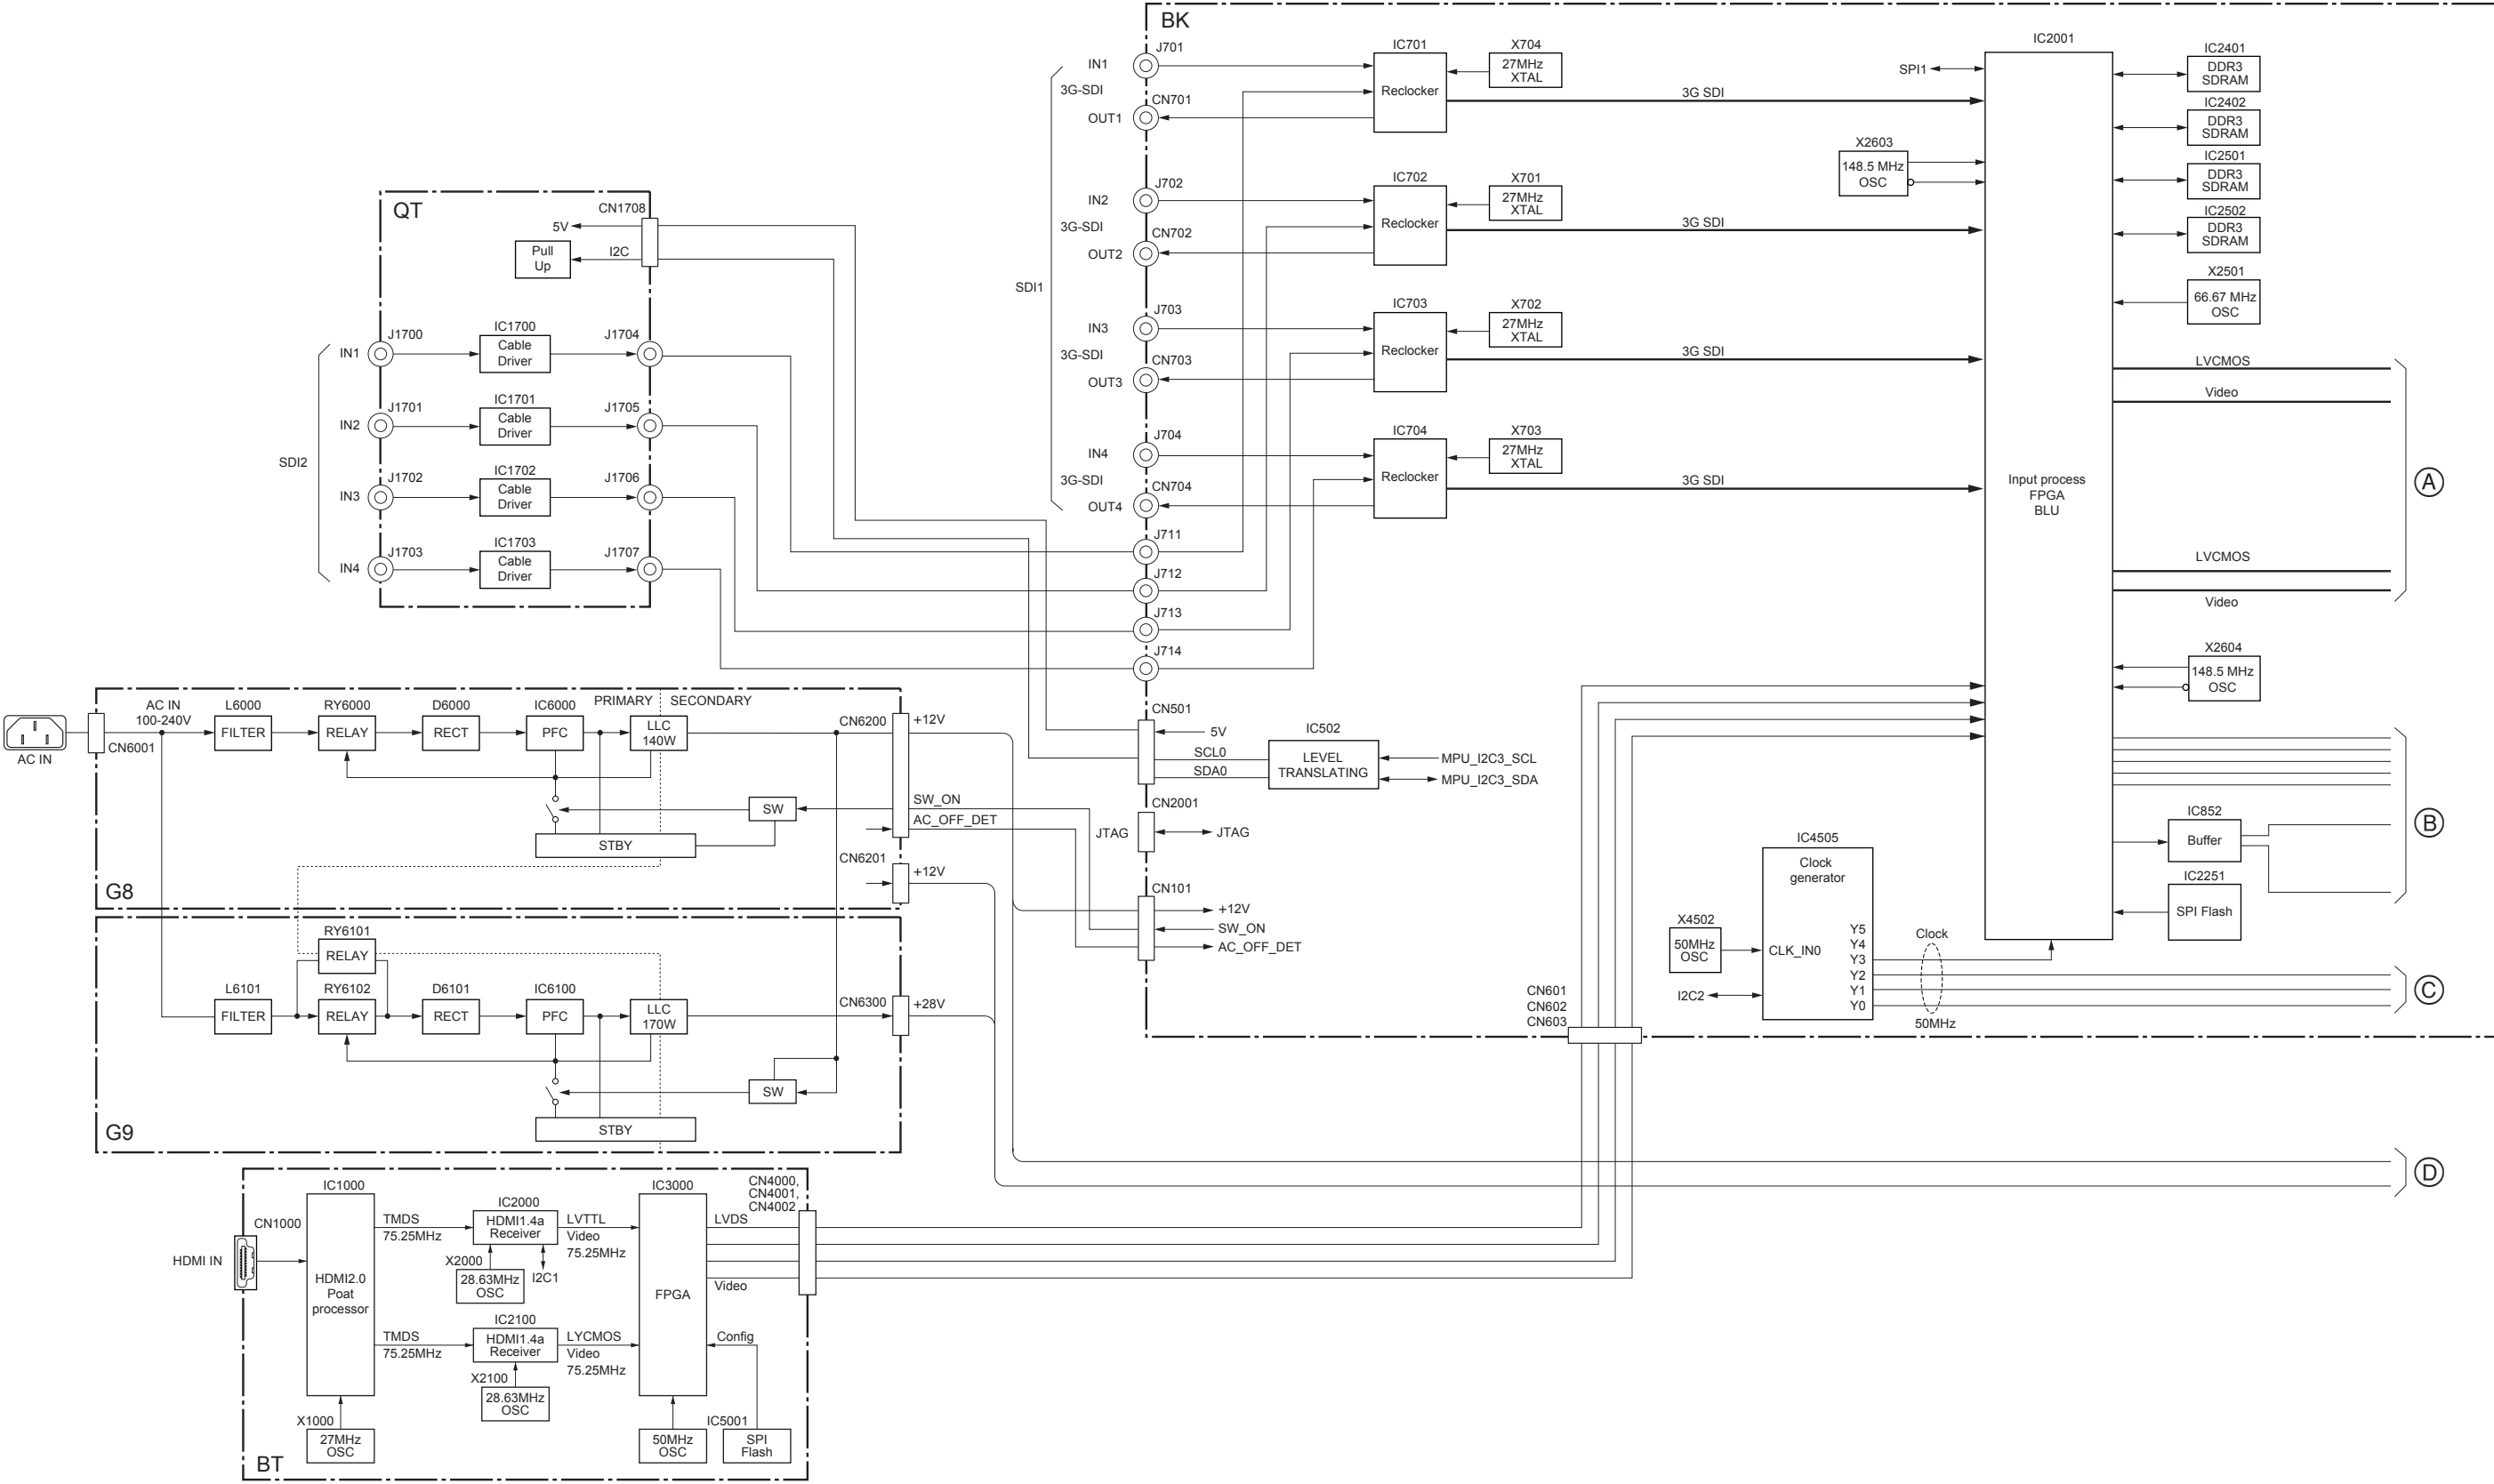 BK
J701
IN1
3G-SDI
CN701
OUT1
IC701
Reclocker
X704
27MHz
XTAL
3G SDI
J702
IN2
3G-SDI
CN702
OUT2
IC702
Reclocker
X701
27MHz
XTAL
3G SDI
SDI1
J703
IN3
3G-SDI
CN703
OUT3
IC703
Reclocker
X702
27MHz
XTAL
3G SDI
J704
IN4
3G-SDI
CN704
OUT4
IC704
Reclocker
X703
27MHz
XTAL
3G SDI
J711
J712
J713
J714
SPI1
X2603
148.5 MHz
OSC
IC2001
Input process
FPGA
BLU
IC2401
DDR3
SDRAM
IC2402
DDR3
SDRAM
IC2501
DDR3
SDRAM
IC2502
DDR3
SDRAM
X2501
66.67 MHz
OSC
LVCMOS
Video
A
LVCMOS
Video
X2604
148.5 MHz
OSC
IC852
Buffer
B
IC2251
SPI Flash
QT
CN1708
5V
I2C
Pull
Up
SDI2
IN1
J1700
IC1700
Cable
Driver
J1704
IN2
J1701
IC1701
Cable
Driver
J1705
IN3
J1702
IC1702
Cable
Driver
J1706
IN4
J1703
IC1703
Cable
Driver
J1707
AC IN
CN6001
AC IN
100-240V
L6000
FILTER
RY6000
RELAY
D6000
RECT
IC6000
PFC
PRIMARY
SECONDARY
LLC
140W
CN6200
+12V
SW
SW_ON
AC_OFF_DET
STBY
CN6201
+12V
G8
RY6101
RELAY
L6101
FILTER
RY6102
RELAY
D6101
RECT
IC6100
PFC
LLC
170W
CN6300
+28V
SW
STBY
G9
CN501
5V
SCL0
SDA0
IC502
LEVEL
TRANSLATING
MPU_I2C3_SCL
MPU_I2C3_SDA
CN2001
JTAG
JTAG
CN101
+12V
SW_ON
AC_OFF_DET
IC4505
Clock
generator
X4502
50MHz
OSC
CLK_IN0
I2C2
Y5
Y4
Y3
Y2
Y1
Y0
Clock
50MHz
C
CN601
CN602
CN603
D
HDMI IN
CN1000
IC1000
HDMI2.0
Poat
processor
TMDS
75.25MHz
IC2000
HDMI1.4a
Receiver
LVTTL
Video
75.25MHz
X2000
28.63MHz
OSC
I2C1
TMDS
75.25MHz
IC2100
HDMI1.4a
Receiver
LYCMOS
Video
75.25MHz
X2100
28.63MHz
OSC
X1000
27MHz
OSC
IC3000
FPGA
CN4000,
CN4001,
CN4002
LVDS
Video
Config
50MHz
OSC
IC5001
SPI
Flash
BT